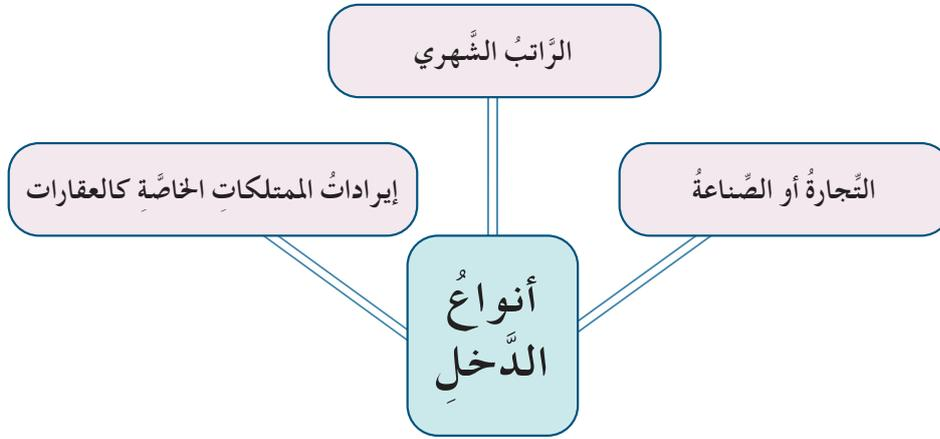 الرَّاتبُ الشَّهري
التِّجارةُ أو الصِّناعةُ
إيراداتُ الممتلكاتِ الخاصَّةِ كالعقارات
أنواعُ
الدَّخلِ